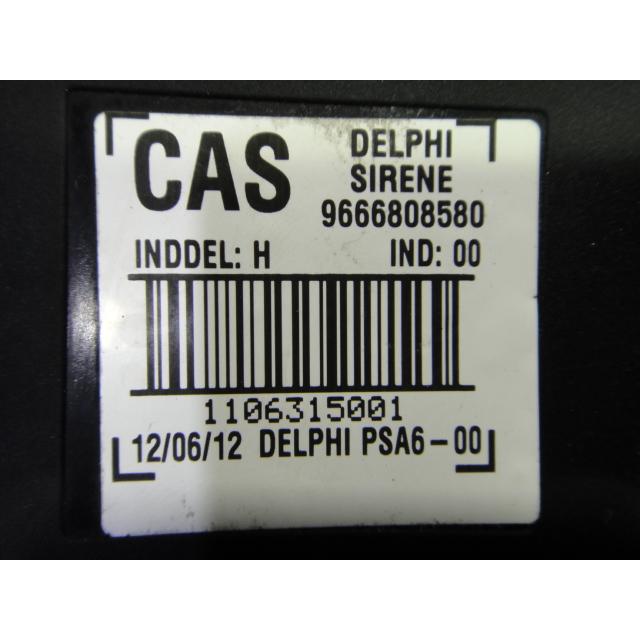 CAS
DELPHI
SIRENE
9666808580
INDDEL: H IND: 00
1106315001
12/06/12 DELPHI PSA6-00